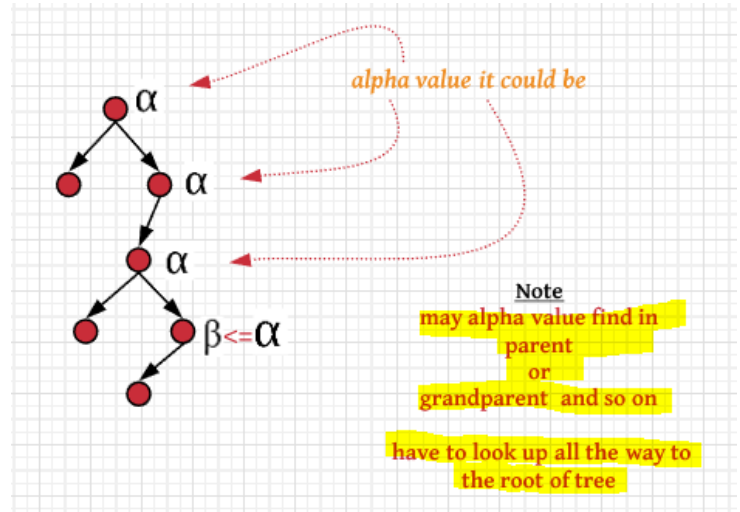 α
alpha value it could be
α
α
β<=α
Note
may alpha value find in
parent
or
grandparent and so on
have to look up all the way to
the root of tree